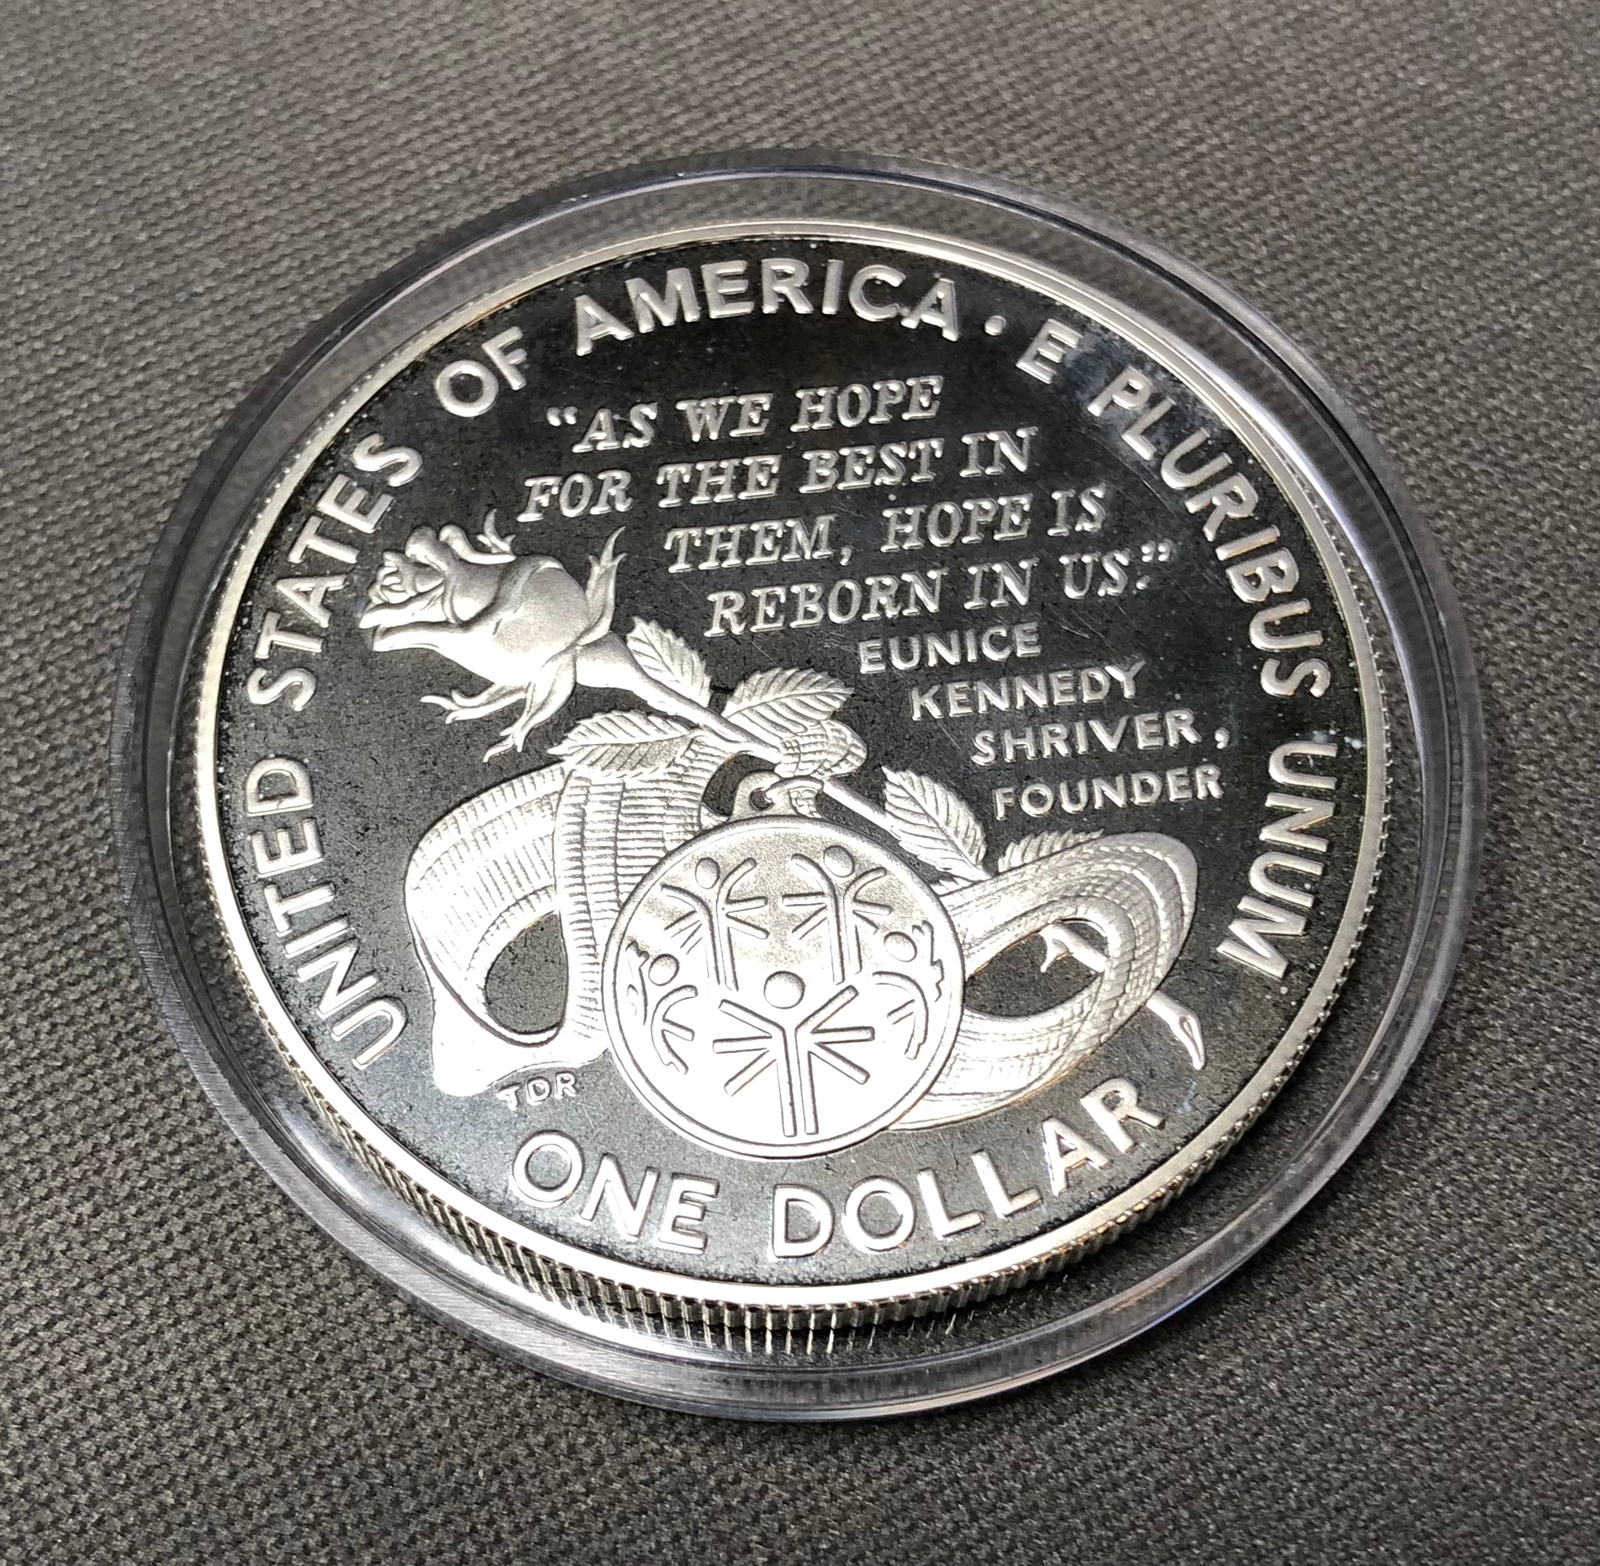 UNITED STATES OF AMERICA · E PLURIBUS UNUM
“AS WE HOPE
FOR THE BEST IN
THEM, HOPE IS
REBORN IN US.”
EUNICE
KENNEDY
SHRIVER,
FOUNDER
TDR
ONE DOLLAR